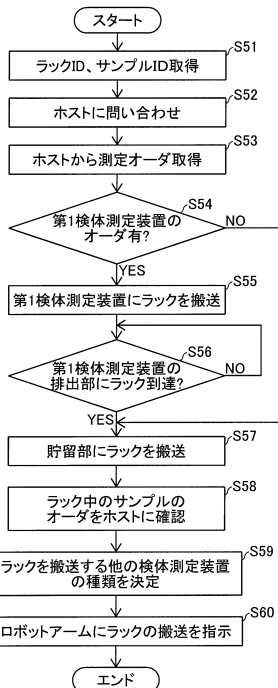 スタート
S51
ラックID、サンプルID取得
S52
ホストに問い合わせ
S53
ホストから測定オーダ取得
S54
第1検体測定装置の
オーダ有?
NO
YES
S55
第1検体測定装置にラックを搬送
S56
第1検体測定装置の
排出部にラック到達?
NO
YES
S57
貯留部にラックを搬送
S58
ラック中のサンプルの
オーダをホストに確認
S59
ラックを搬送する他の検体測定装置
の種類を決定
S60
ロボットアームにラックの搬送を指示
エンド